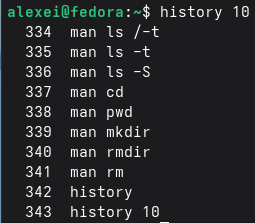 alexei@fedora:~$ history 10
334 man ls /-t
335 man ls -t
336 man ls -S
337 man cd
338 man pwd
339 man mkdir
340 man rmdir
341 man rm
342 history
343 history 10